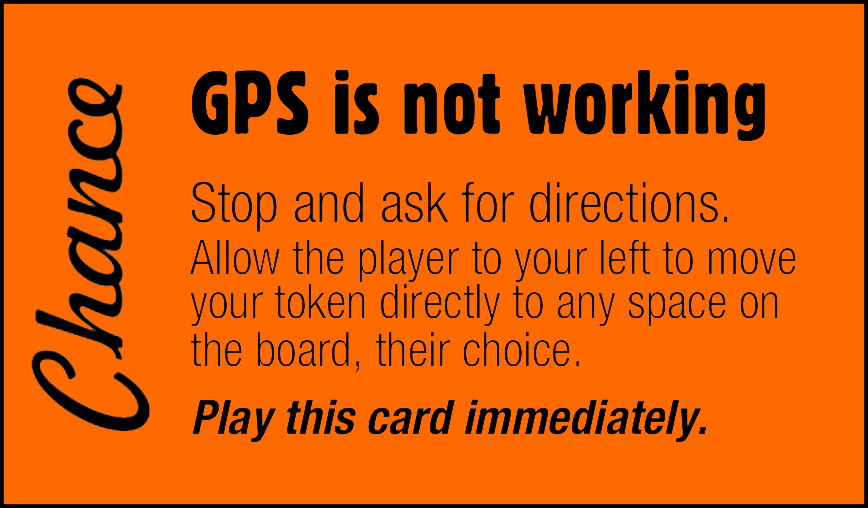 Chance
GPS is not working
Stop and ask for directions.
Allow the player to your left to move
your token directly to any space on
the board, their choice.
Play this card immediately.